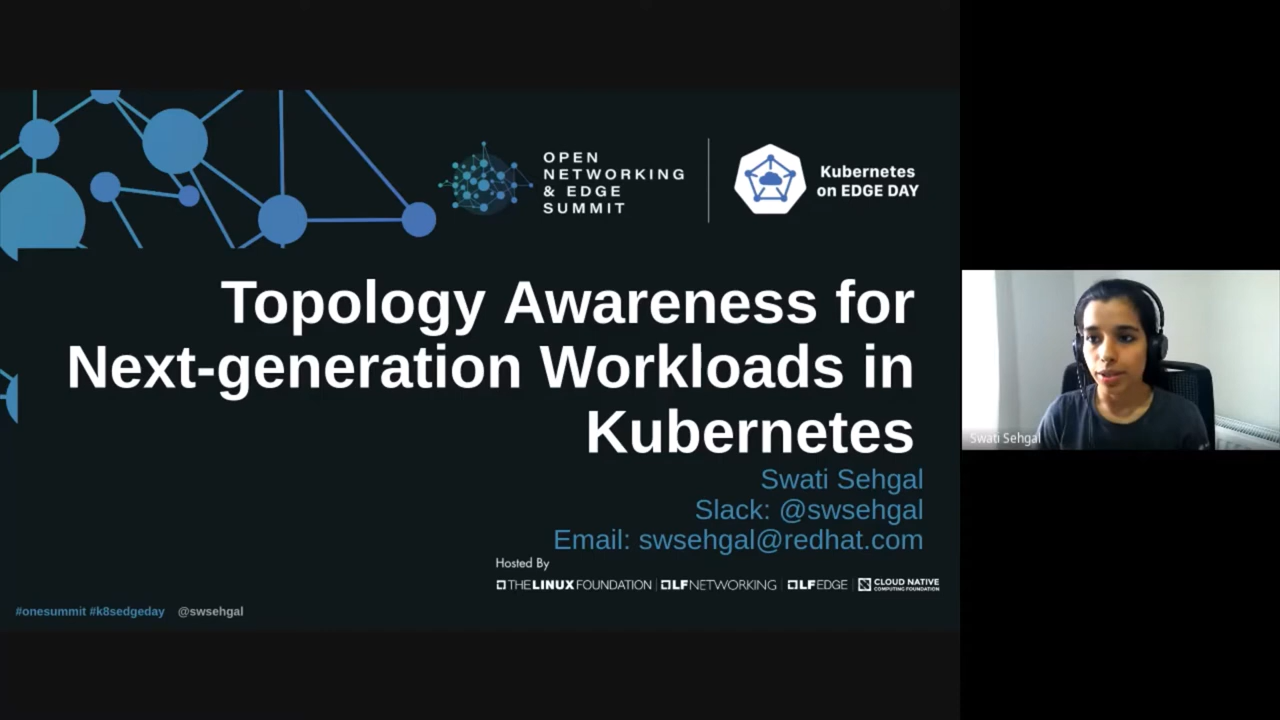 OPEN
NETWORKING
& EDGE
SUMMIT
Kubernetes
on EDGE DAY
Topology Awareness for
Next-generation Workloads in
Kubernetes
Swati Sehgal
Slack: @swsehgal
Email: swsehgal@redhat.com
Hosted By
THE LINUX FOUNDATION | LF NETWORKING | LF EDGE | CLOUD NATIVE COMPUTING FOUNDATION
#onesummit #k8sedgeday @swsehgal
Swati Sehgal